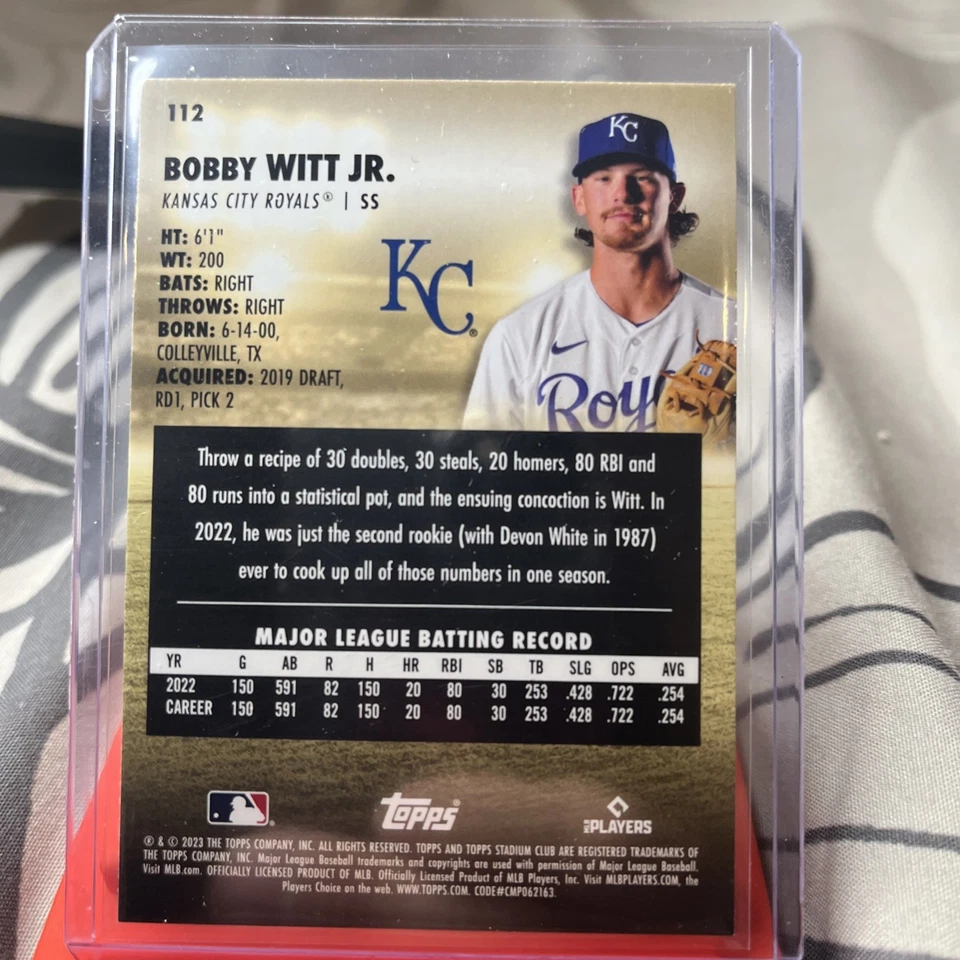 112
BOBBY WITT JR.
KANSAS CITY ROYALS® | SS
HT: 6'1"
WT: 200
BATS: RIGHT
THROWS: RIGHT
BORN: 6-14-00,
COLLEYVILLE, TX
ACQUIRED: 2019 DRAFT,
RD1, PICK 2
KC
KC®
Roy
Throw a recipe of 30 doubles, 30 steals, 20 homers, 80 RBI and
80 runs into a statistical pot, and the ensuing concoction is Witt. In
2022, he was just the second rookie (with Devon White in 1987)
ever to cook up all of those numbers in one season.
MAJOR LEAGUE BATTING RECORD
YR G AB R H HR RBI SB TB SLG OPS AVG
2022 150 591 82 150 20 80 30 253 .428 .722 .254
CAREER 150 591 82 150 20 80 30 253 .428 .722 .254
topps®
MLB PLAYERS
® & © 2023 THE TOPPS COMPANY, INC. ALL RIGHTS RESERVED. TOPPS AND TOPPS STADIUM CLUB ARE REGISTERED TRADEMARKS OF
THE TOPPS COMPANY, INC. Major League Baseball trademarks and copyrights are used with permission of Major League Baseball.
Visit MLB.com. OFFICIALLY LICENSED PRODUCT OF MLB. Officially Licensed Product of MLB Players, Inc. Visit MLBPLAYERS.com, the
Players Choice on the web. WWW.TOPPS.COM. CODE#CMP062163.